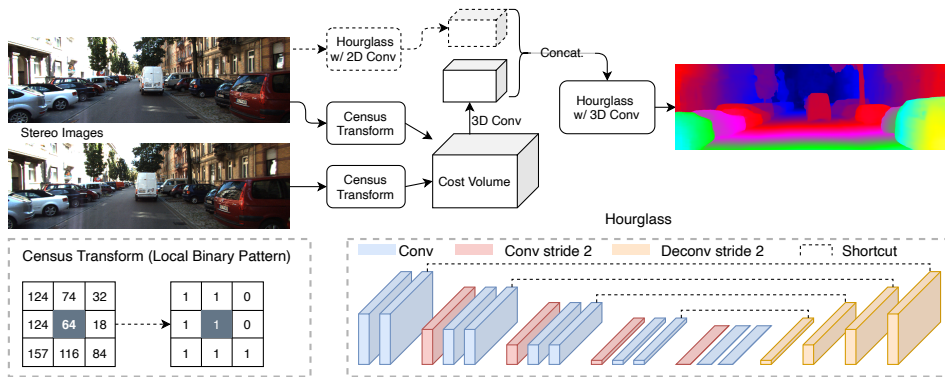 Hourglass
w/ 2D Conv
Concat.
Hourglass
w/ 3D Conv
Census
Transform
3D Conv
Stereo Images
Census
Transform
Cost Volume
Hourglass
Census Transform (Local Binary Pattern)
Conv
Conv stride 2
Deconv stride 2
Shortcut
124 74 32
124 64 18
157 116 84
1 1 0
1 1 0
1 1 1